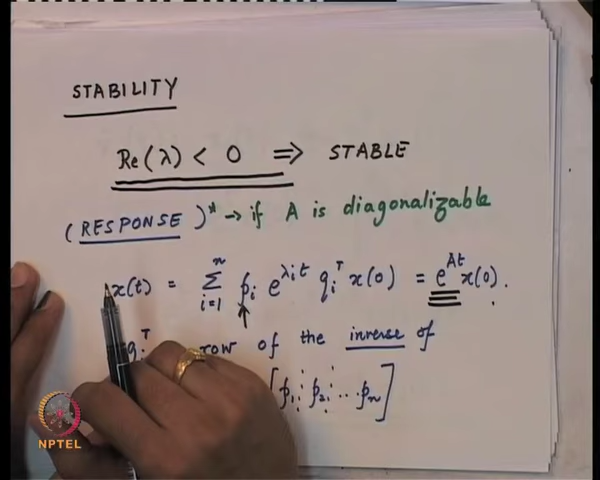 STABILITY
Re(λ) < 0 ⇒ STABLE
(RESPONSE)* → if A is diagonalizable
x(t) = Σ_{i=1}^{n} p_i e^{λ_i t} q_i^T x(0) = e^{At} x(0).
q_i^T row of the inverse of
[p_1 ⋮ p_2 ⋮ ... p_n]
NPTEL